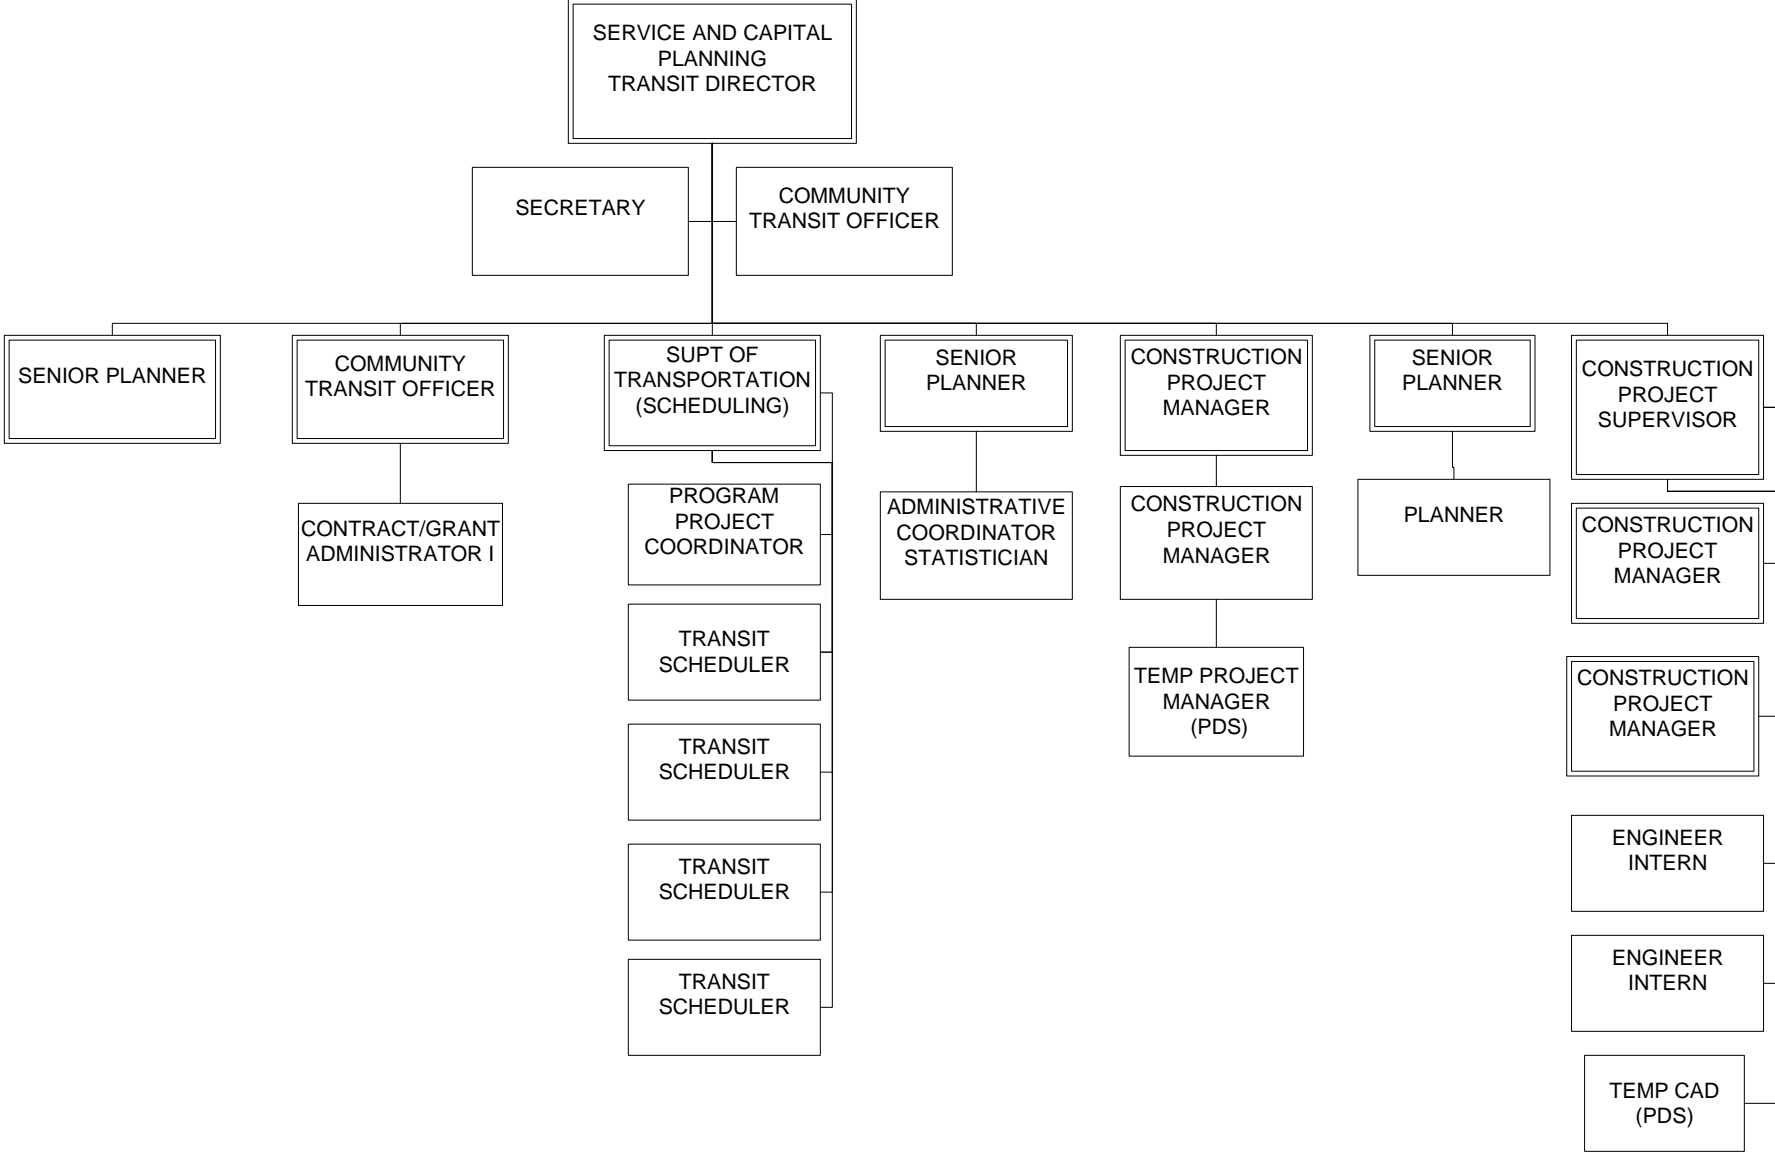 SERVICE AND CAPITAL
PLANNING
TRANSIT DIRECTOR
SECRETARY
COMMUNITY
TRANSIT OFFICER
SENIOR PLANNER
COMMUNITY
TRANSIT OFFICER
SUPT OF
TRANSPORTATION
(SCHEDULING)
SENIOR
PLANNER
CONSTRUCTION
PROJECT
MANAGER
SENIOR
PLANNER
CONSTRUCTION
PROJECT
SUPERVISOR
CONTRACT/GRANT
ADMINISTRATOR I
PROGRAM
PROJECT
COORDINATOR
ADMINISTRATIVE
COORDINATOR
STATISTICIAN
CONSTRUCTION
PROJECT
MANAGER
PLANNER
CONSTRUCTION
PROJECT
MANAGER
TRANSIT
SCHEDULER
TEMP PROJECT
MANAGER
(PDS)
CONSTRUCTION
PROJECT
MANAGER
TRANSIT
SCHEDULER
ENGINEER
INTERN
TRANSIT
SCHEDULER
ENGINEER
INTERN
TRANSIT
SCHEDULER
TEMP CAD
(PDS)